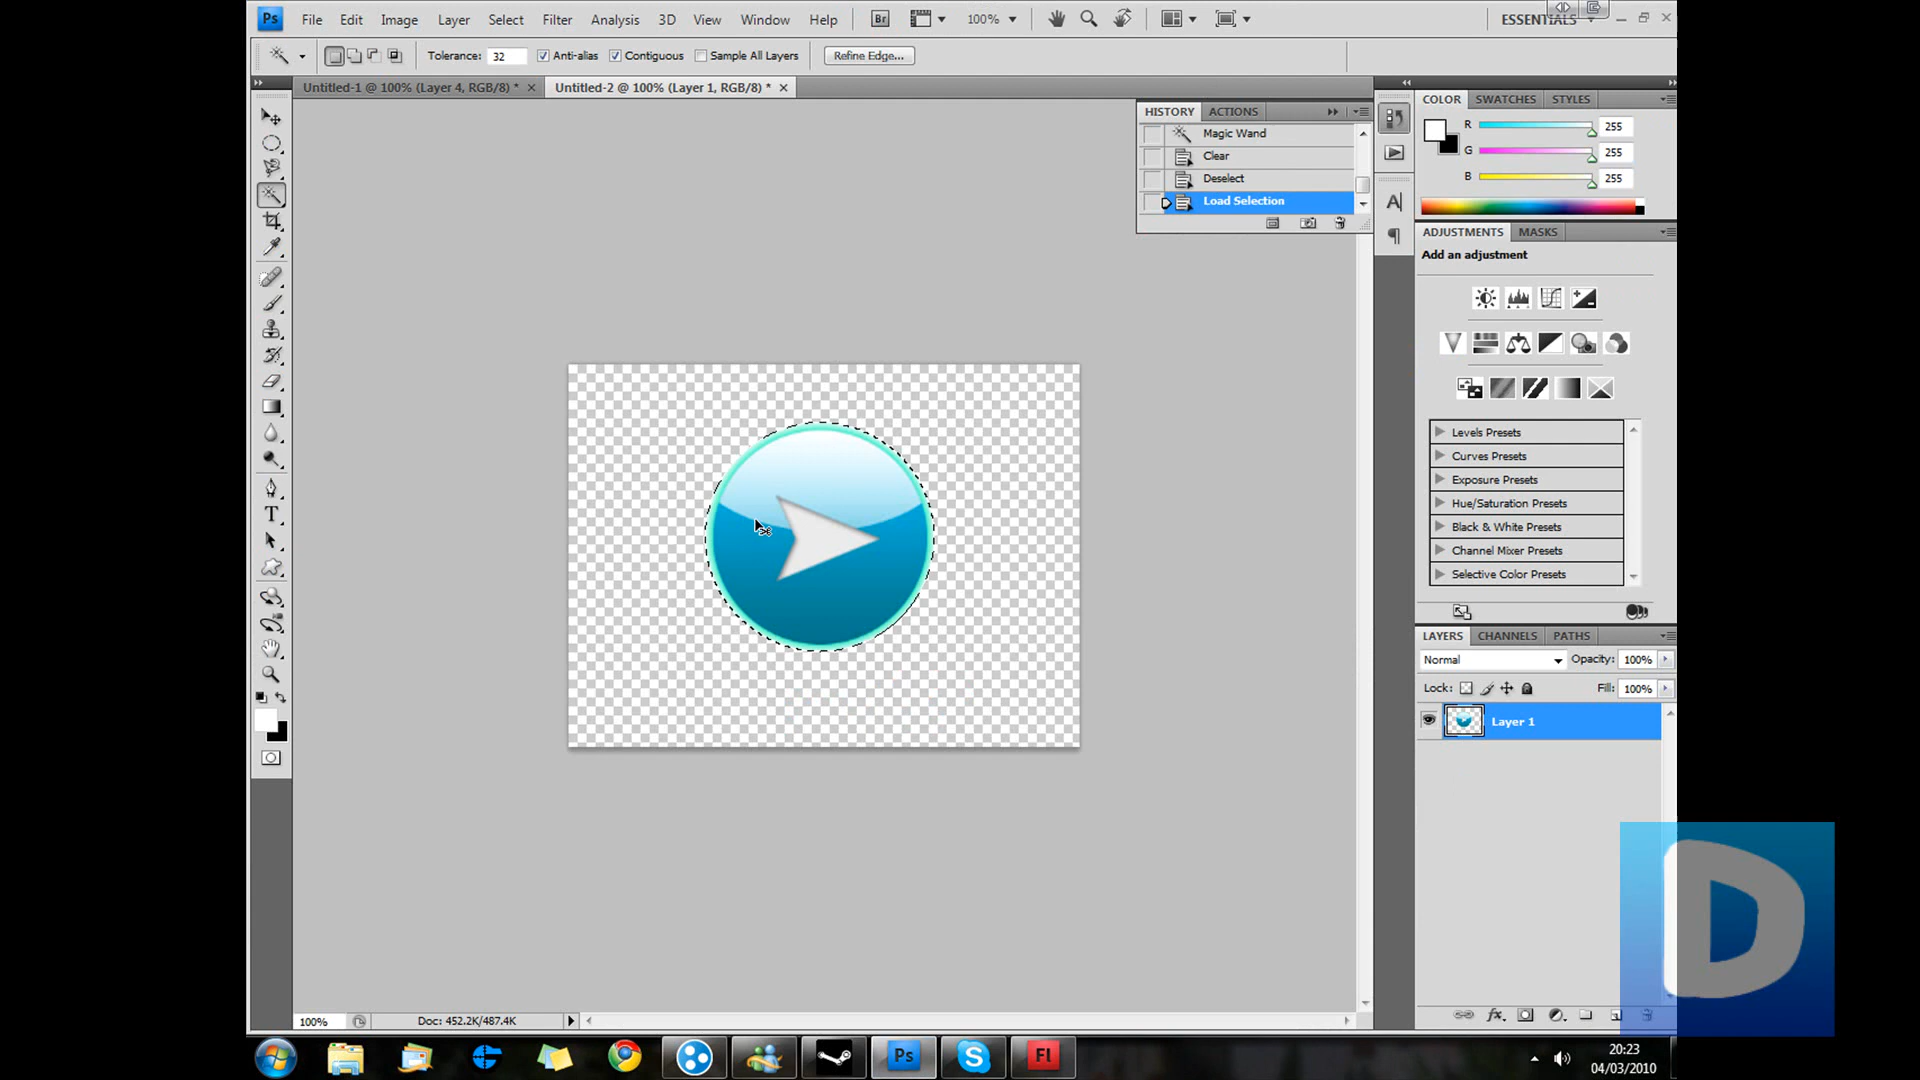 Ps File Edit Image Layer Select Filter Analysis 3D View Window Help Br 100% ESSENTIALS
Tolerance: 32 Anti-alias Contiguous Sample All Layers Refine Edge...
Untitled-1 @ 100% (Layer 4, RGB/8) * Untitled-2 @ 100% (Layer 1, RGB/8) *
HISTORY ACTIONS
Magic Wand
Clear
Deselect
Load Selection
COLOR SWATCHES STYLES
R 255
G 255
B 255
ADJUSTMENTS MASKS
Add an adjustment
Levels Presets
Curves Presets
Exposure Presets
Hue/Saturation Presets
Black & White Presets
Channel Mixer Presets
Selective Color Presets
LAYERS CHANNELS PATHS
Normal Opacity: 100%
Lock: Fill: 100%
Layer 1
fx
D
100% Doc: 452.2K/487.4K
Ps S Fl
20:23
04/03/2010